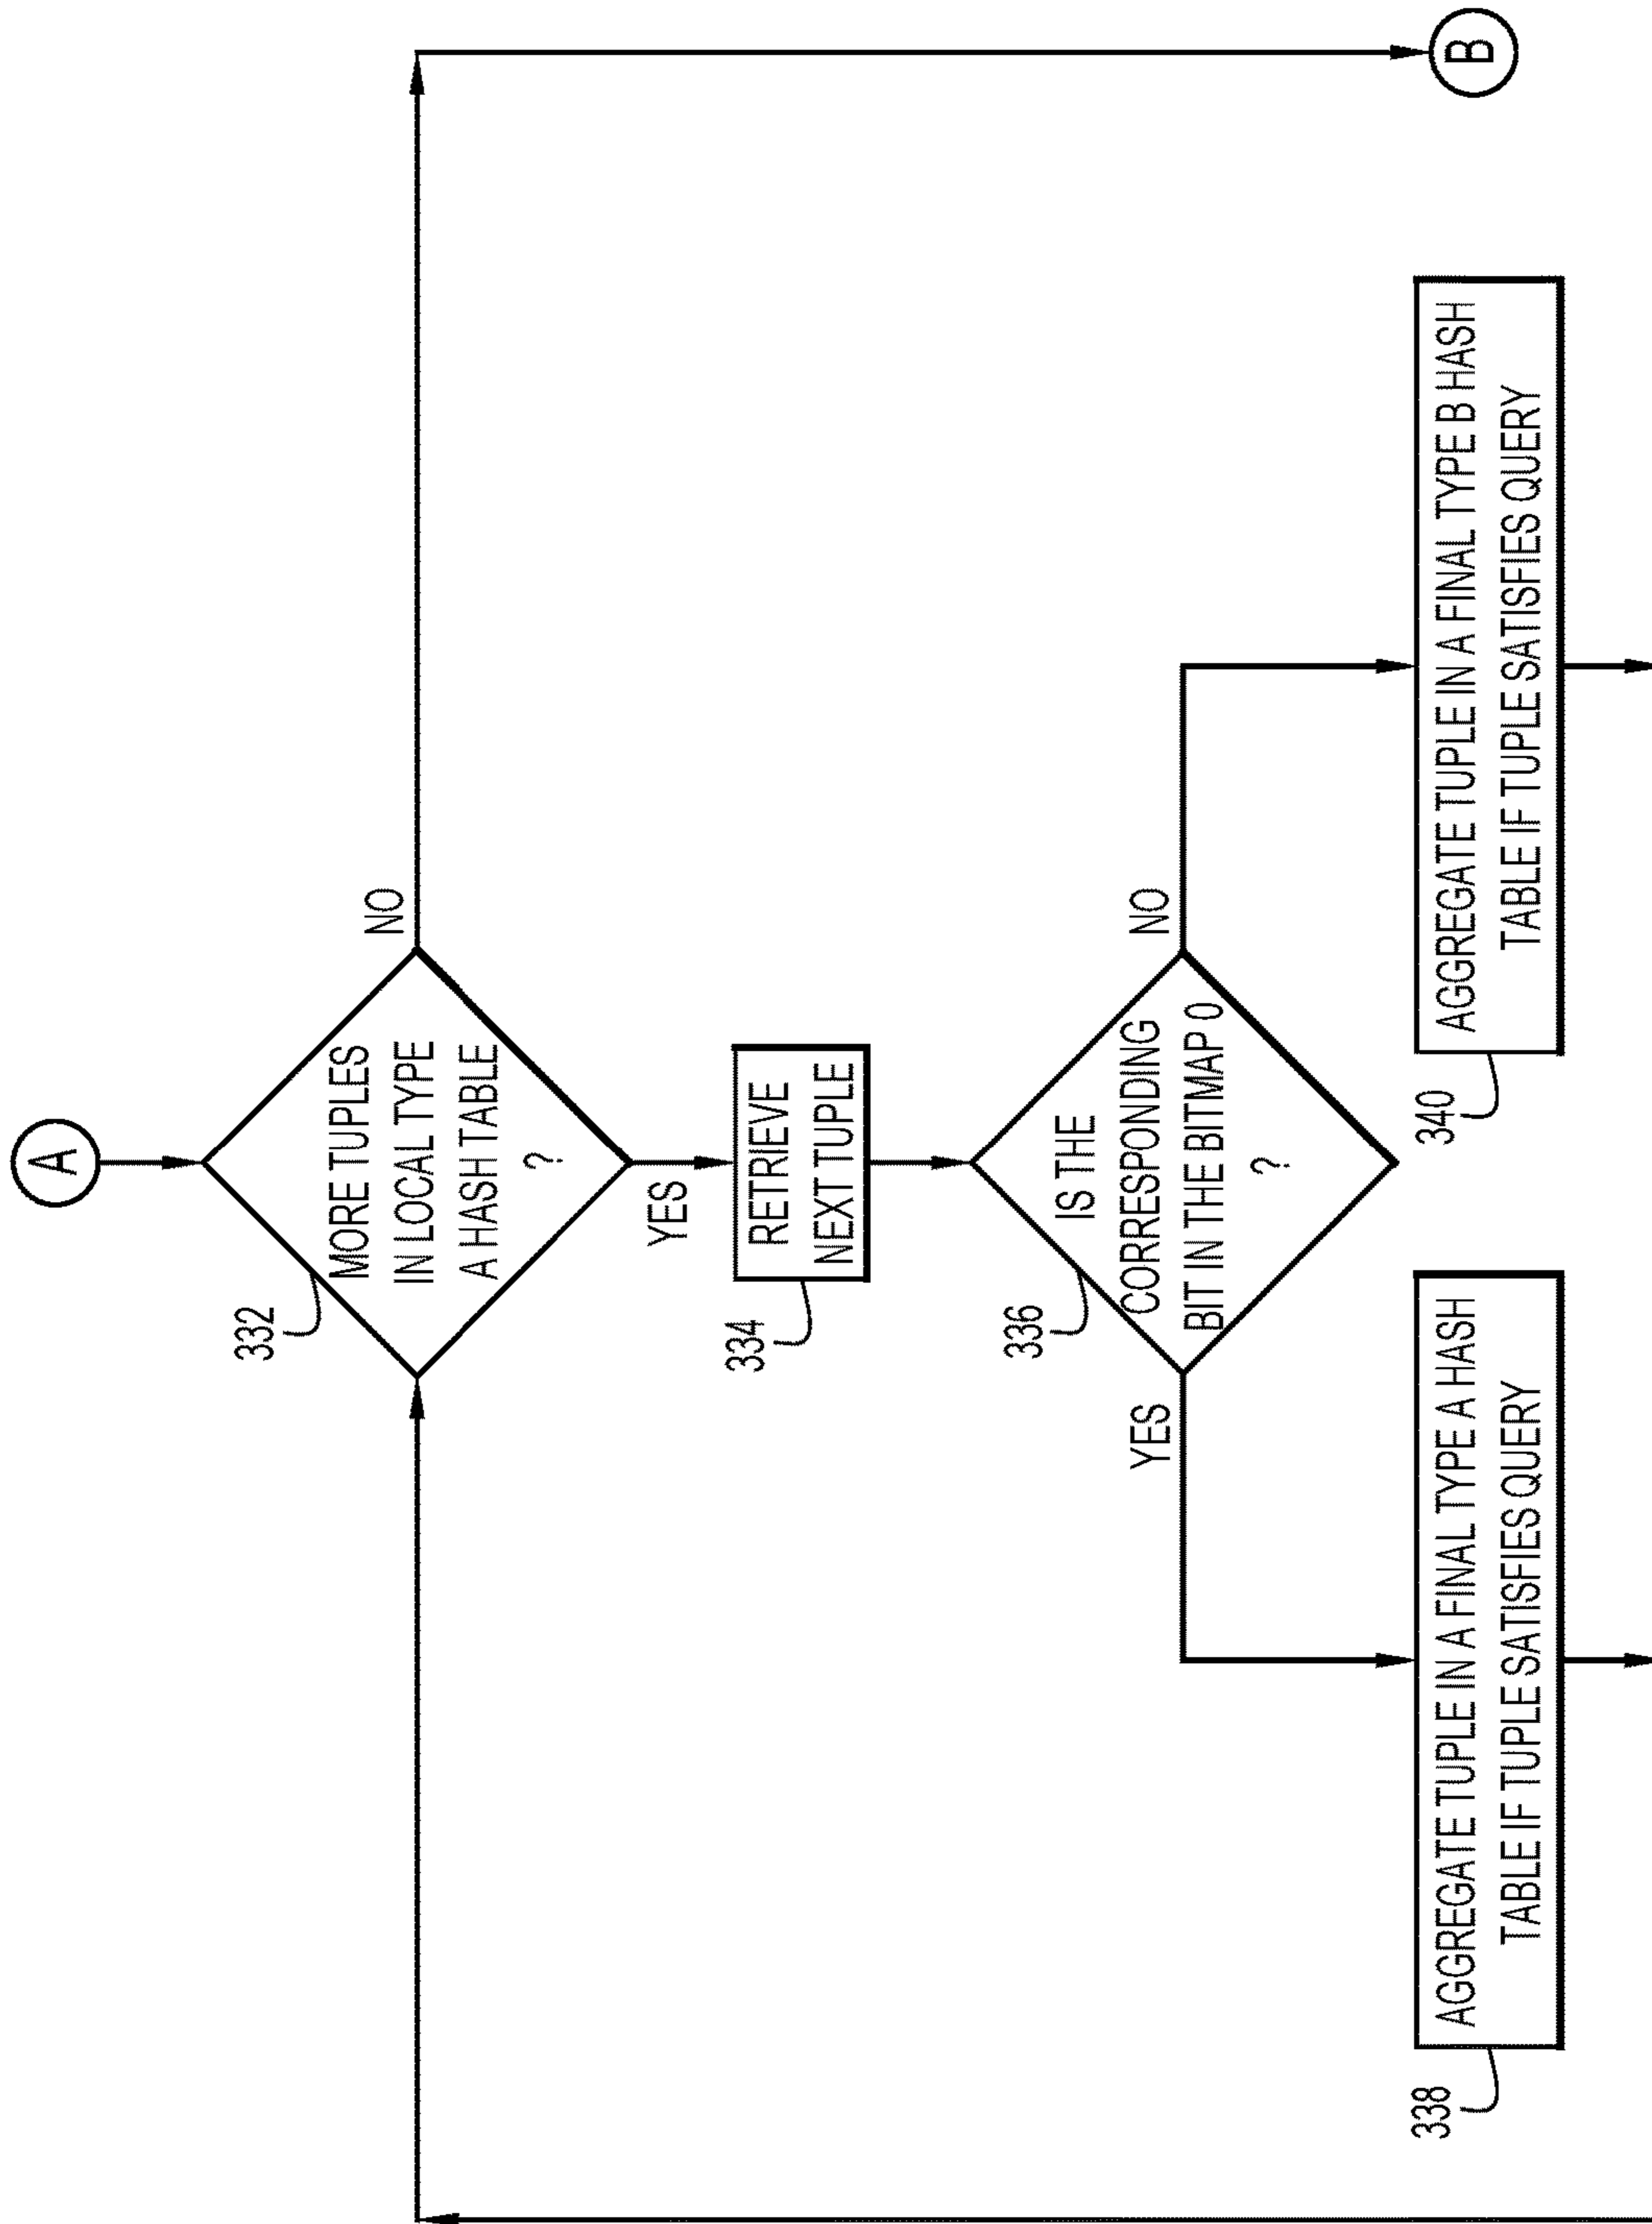 A
332
MORE TUPLES
IN LOCAL TYPE
A HASH TABLE
?
NO
YES
334
RETRIEVE
NEXT TUPLE
336
IS THE
CORRESPONDING
BIT IN THE BITMAP 0
?
YES
NO
338
AGGREGATE TUPLE IN A FINAL TYPE A HASH
TABLE IF TUPLE SATISFIES QUERY
340
AGGREGATE TUPLE IN A FINAL TYPE B HASH
TABLE IF TUPLE SATISFIES QUERY
B